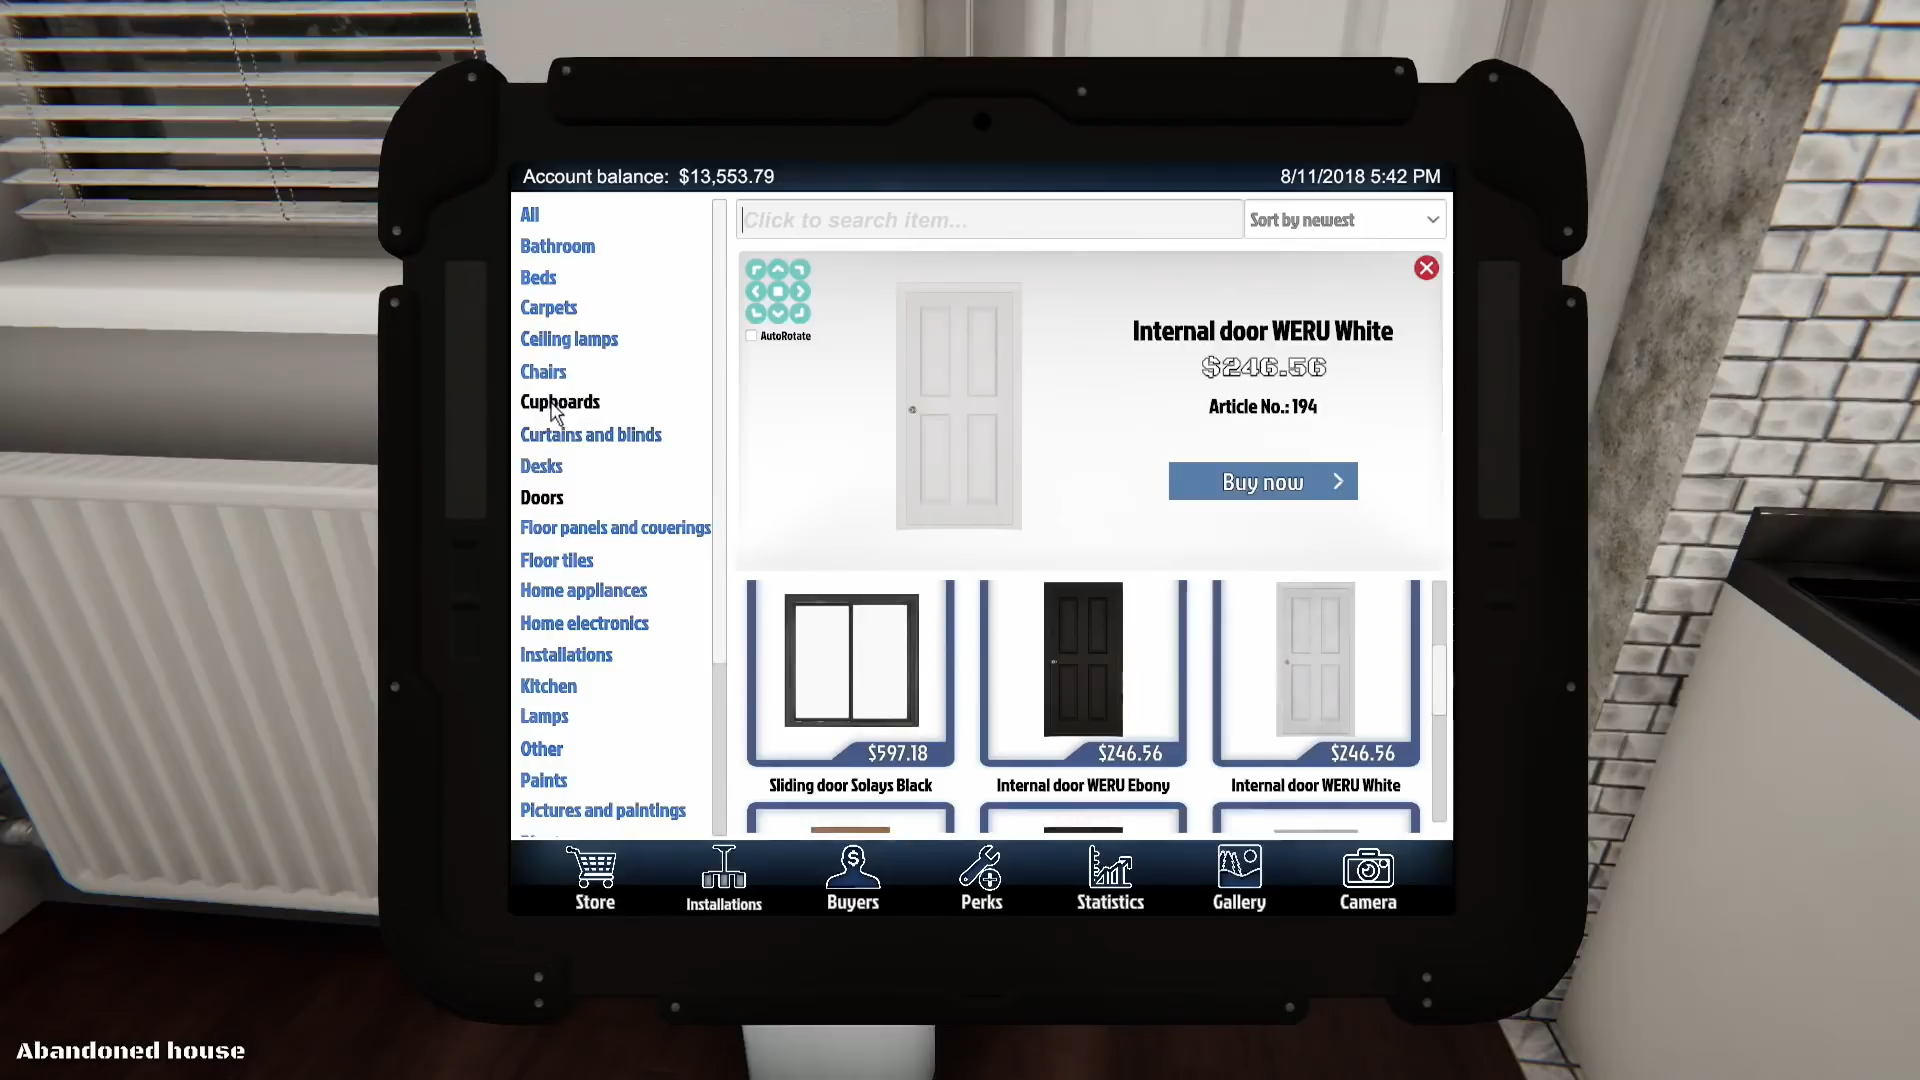 Account balance: $13,553.79
8/11/2018 5:42 PM
All
Bathroom
Beds
Carpets
Ceiling lamps
Chairs
Cupboards
Curtains and blinds
Desks
Doors
Floor panels and coverings
Floor tiles
Home appliances
Home electronics
Installations
Kitchen
Lamps
Other
Paints
Pictures and paintings
Click to search item...
Sort by newest
AutoRotate
Internal door WERU White
$246.56
Article No.: 194
Buy now
$597.18
$246.56
$246.56
Sliding door Solays Black
Internal door WERU Ebony
Internal door WERU White
Store
Installations
Buyers
Perks
Statistics
Gallery
Camera
Abandoned house